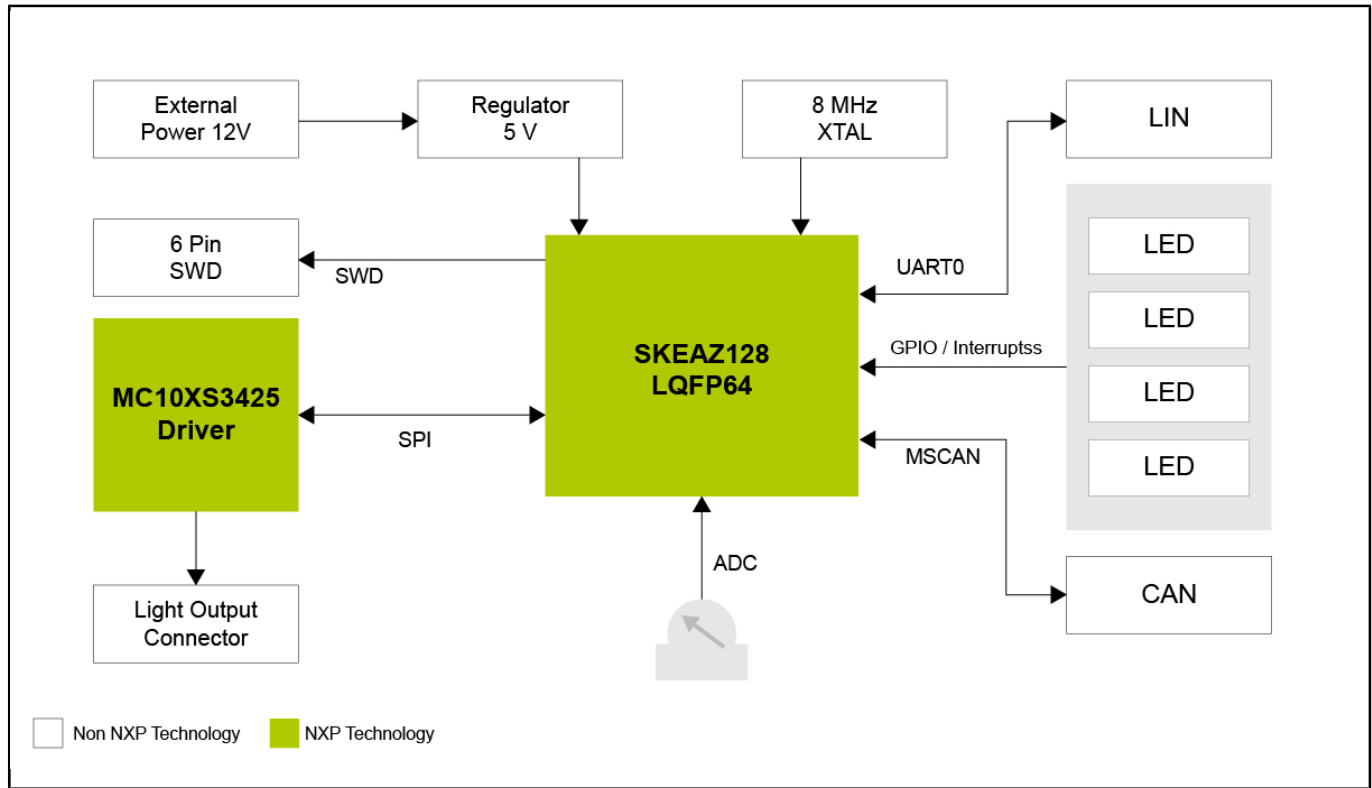 External
Power 12V
Regulator
5 V
8 MHz
XTAL
LIN
6 Pin
SWD
SWD
UART0
LED
LED
LED
LED
GPIO / Interruptss
SKEAZ128
LQFP64
MC10XS3425
Driver
SPI
MSCAN
ADC
Light Output
Connector
CAN
Non NXP Technology
NXP Technology